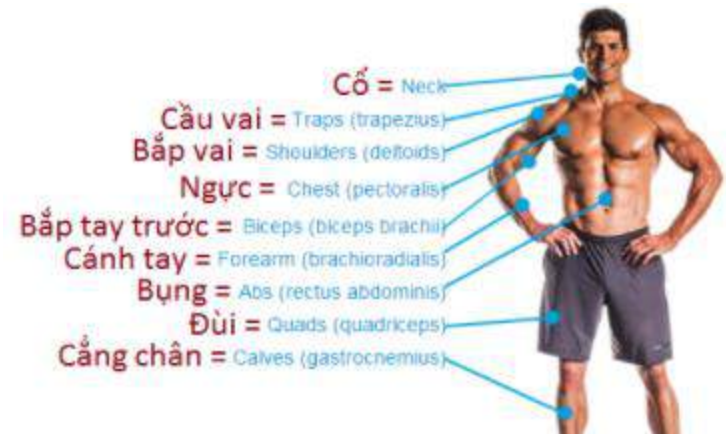 Cổ = Neck
Cầu vai = Traps (trapezius)
Bắp vai = Shoulders (deltoids)
Ngực = Chest (pectoralis)
Bắp tay trước = Biceps (biceps brachii)
Cánh tay = Forearm (brachioradialis)
Bụng = Abs (rectus abdominis)
Đùi = Quads (quadriceps)
Cẳng chân = Calves (gastrocnemius)